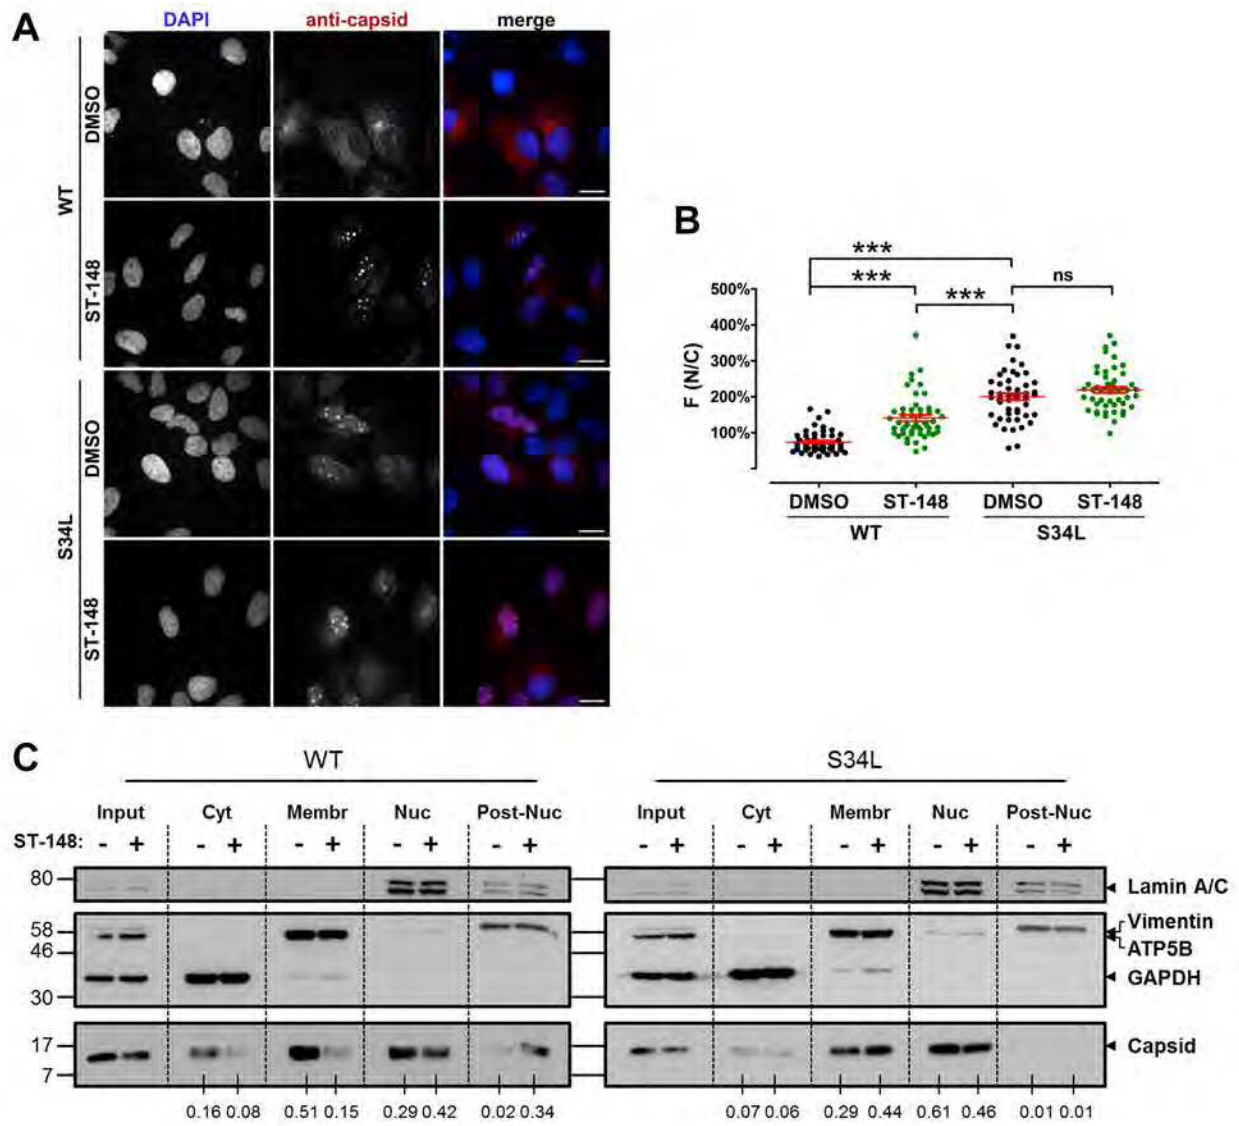 A
DAPI anti-capsid merge
WT
DMSO
ST-148
S34L
DMSO
ST-148
B
F (N/C)
*** 
*** ns
***
500%
400%
300%
200%
100%
DMSO ST-148 DMSO ST-148
WT S34L
C
WT S34L
Input Cyt Membr Nuc Post-Nuc Input Cyt Membr Nuc Post-Nuc
ST-148: - + - + - + - + - + - + - + - + - + - +
80 Lamin A/C
58 Vimentin
46 ATP5B
GAPDH
30
17 Capsid
7
0.16 0.08 0.51 0.15 0.29 0.42 0.02 0.34 0.07 0.06 0.29 0.44 0.61 0.46 0.01 0.01